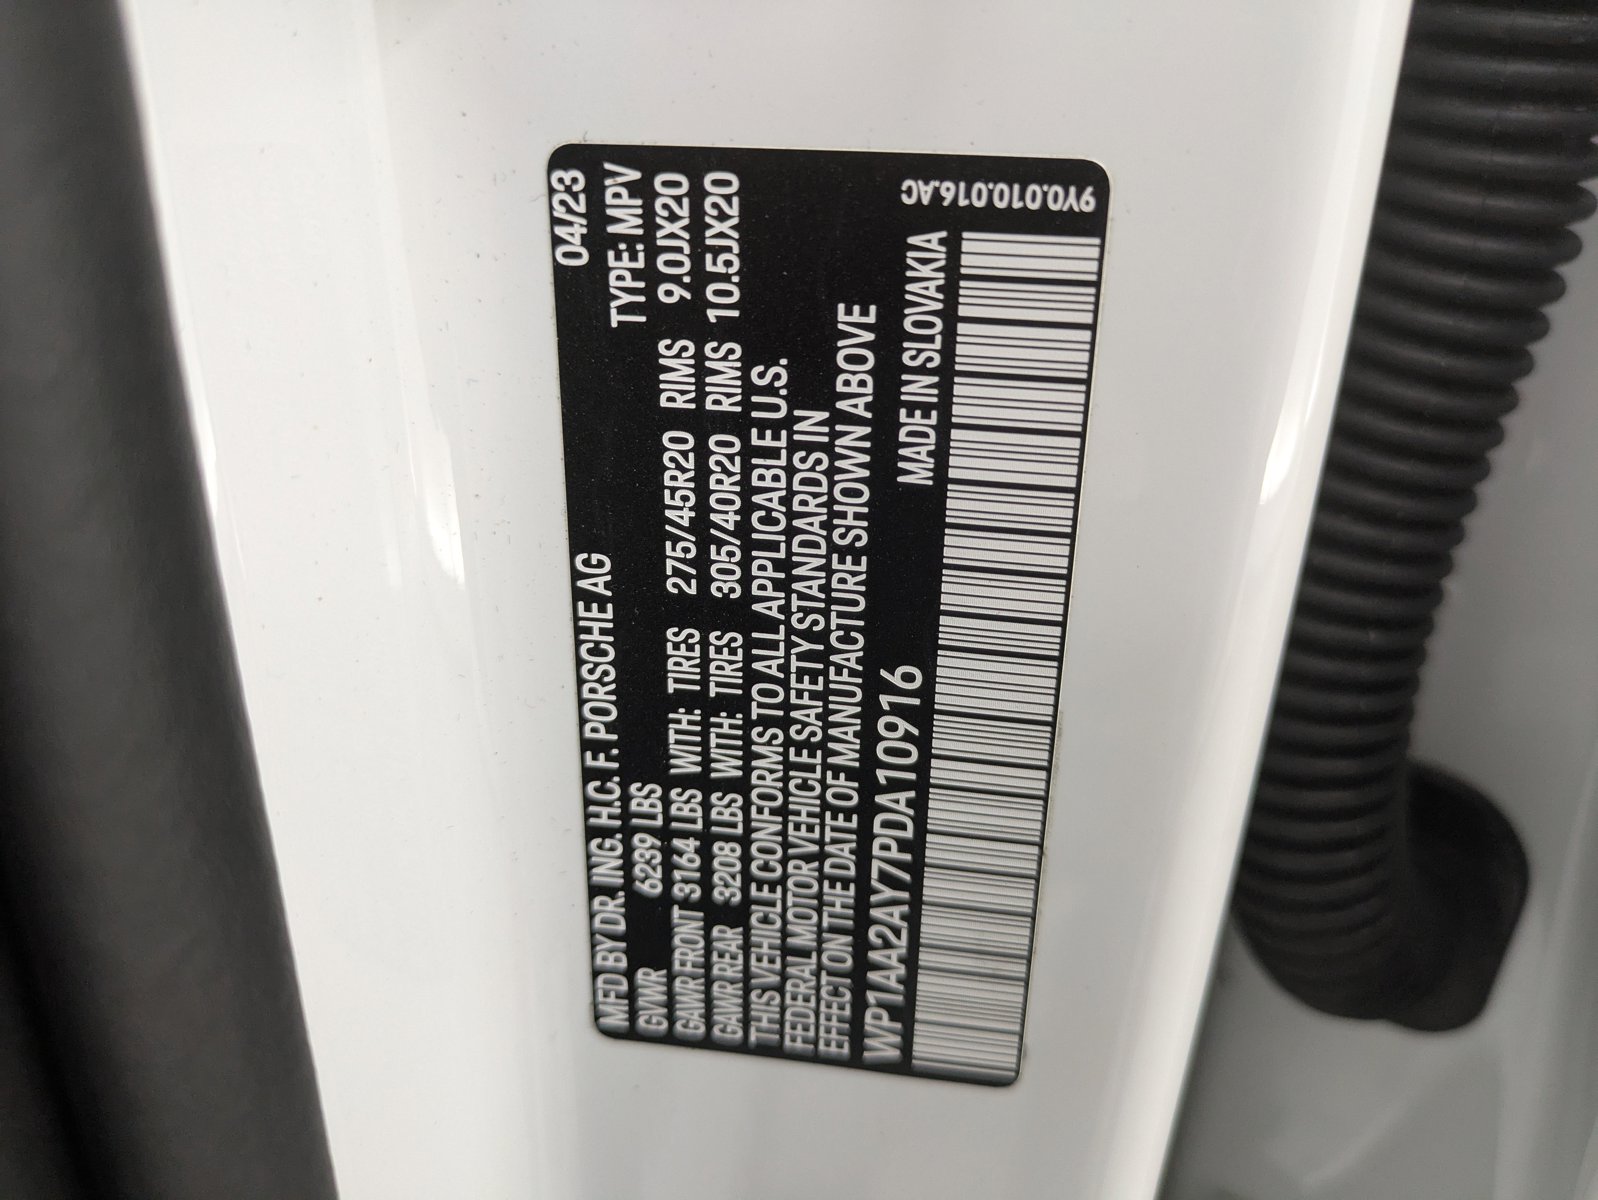 MFD BY DR. ING. H.C. F. PORSCHE AG 04/23
GVWR 6239 LBS TYPE: MPV
GAWR FRONT 3164 LBS WITH: TIRES 275/45R20 RIMS 9.0JX20
GAWR REAR 3208 LBS WITH: TIRES 305/40R20 RIMS 10.5JX20
THIS VEHICLE CONFORMS TO ALL APPLICABLE U.S.
FEDERAL MOTOR VEHICLE SAFETY STANDARDS IN
EFFECT ON THE DATE OF MANUFACTURE SHOWN ABOVE
WP1AA2AY7PDA10916
MADE IN SLOVAKIA
9Y0.010.016.AC